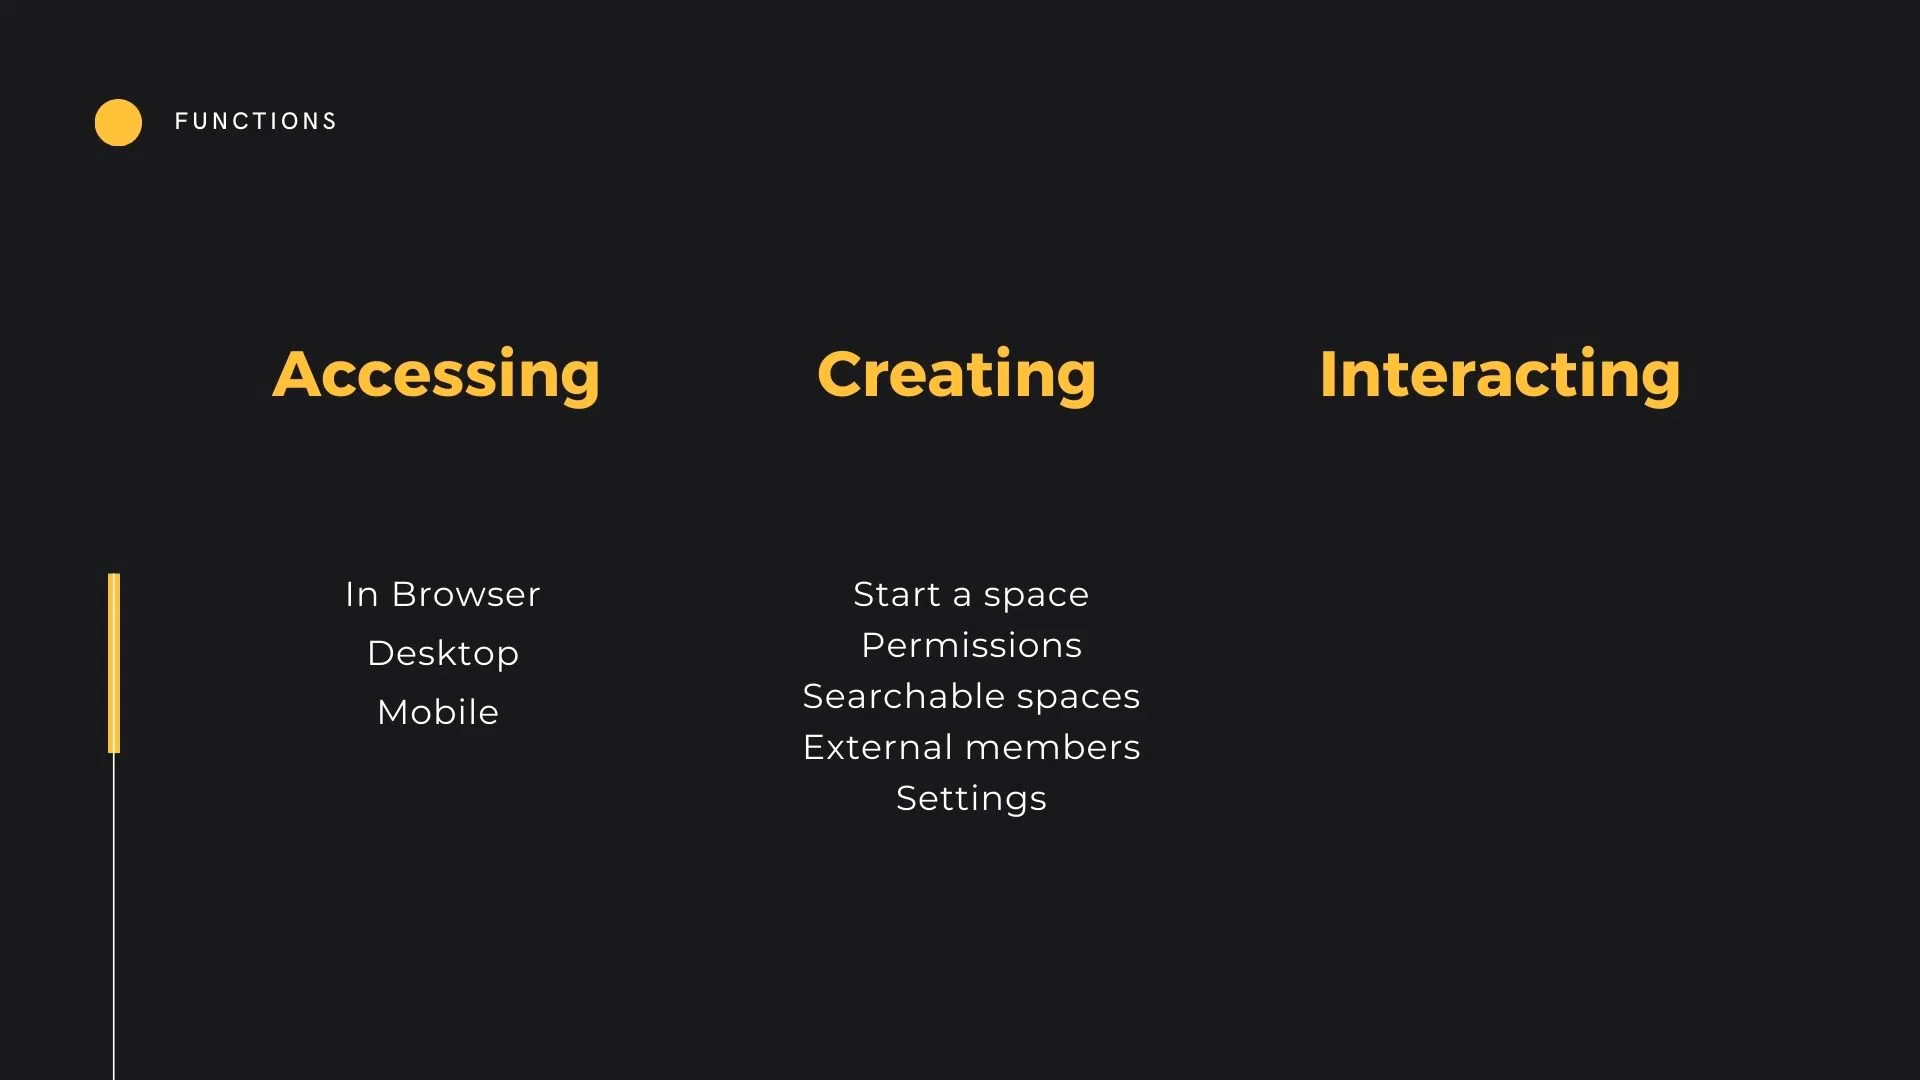 FUNCTIONS
Accessing
Creating
Interacting
In Browser
Desktop
Mobile
Start a space
Permissions
Searchable spaces
External members
Settings